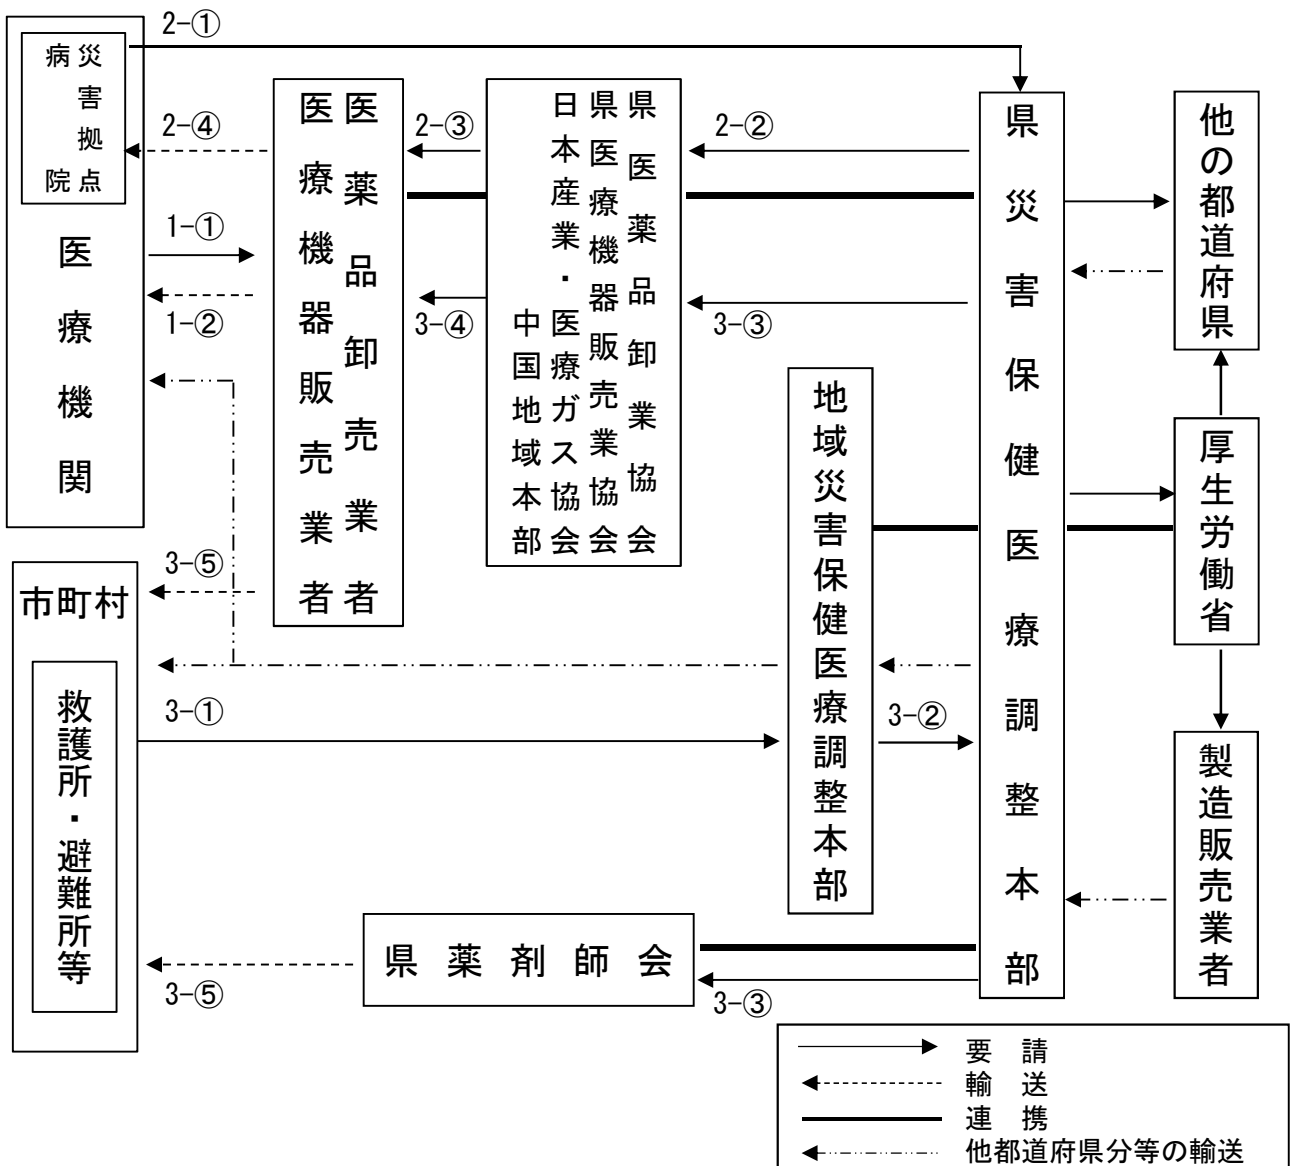 2-①
災害拠点
病院
医療機関
2-④
1-①
1-②
3-⑤
医薬品卸売業者
医療機器販売業者
2-③
3-④
県医薬品卸業協会
県医療機器販売業協会
日本産業・医療ガス協会
中国地域本部
2-②
3-③
県災害保健医療調整本部
他の都道府県
厚生労働省
製造販売業者
地域災害保健医療調整本部
3-②
市町村
救護所・避難所等
3-①
3-⑤
県薬剤師会
3-③
要　請
輸　送
連　携
他都道府県分等の輸送